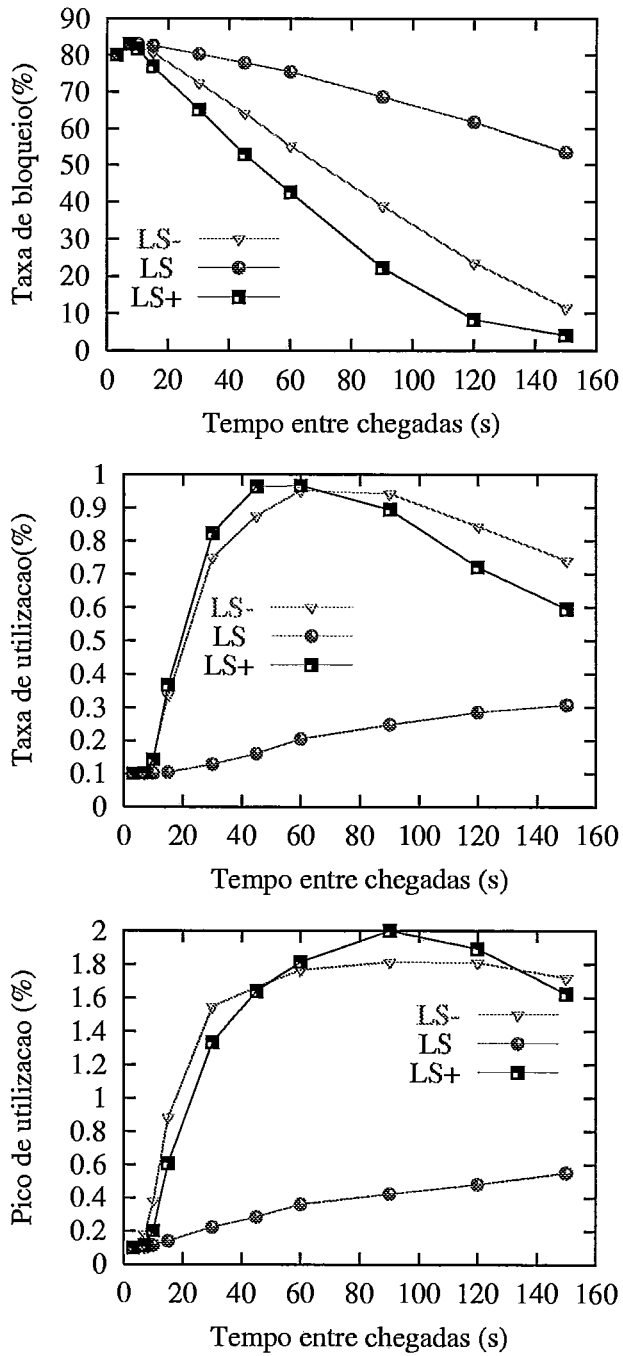 90
80
70
60
50
40
30
20
10
0
Taxa de bloqueio(%)
LS-
LS
LS+
0 20 40 60 80 100 120 140 160
Tempo entre chegadas (s)
1
0.9
0.8
0.7
0.6
0.5
0.4
0.3
0.2
0.1
0
Taxa de utilizacao(%)
LS-
LS
LS+
0 20 40 60 80 100 120 140 160
Tempo entre chegadas (s)
2
1.8
1.6
1.4
1.2
1
0.8
0.6
0.4
0.2
0
Pico de utilizacao (%)
LS-
LS
LS+
0 20 40 60 80 100 120 140 160
Tempo entre chegadas (s)